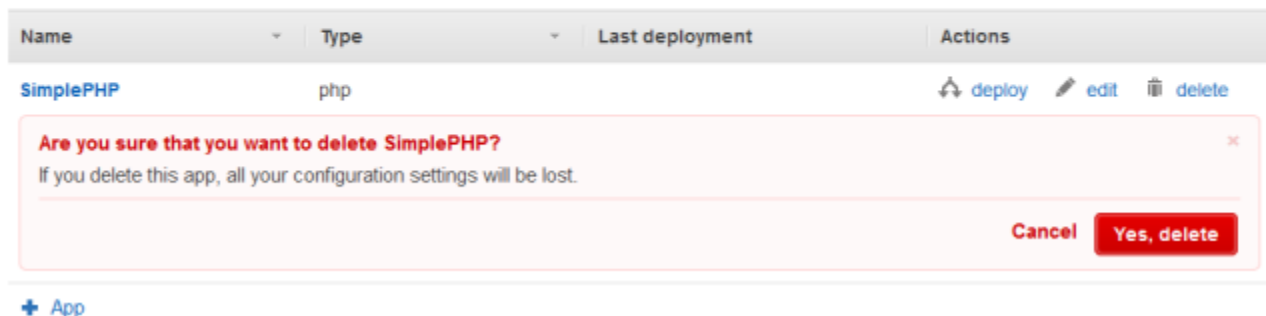 Name Type Last deployment Actions
SimplePHP php deploy edit delete
Are you sure that you want to delete SimplePHP? ×
If you delete this app, all your configuration settings will be lost.
Cancel Yes, delete
+ App